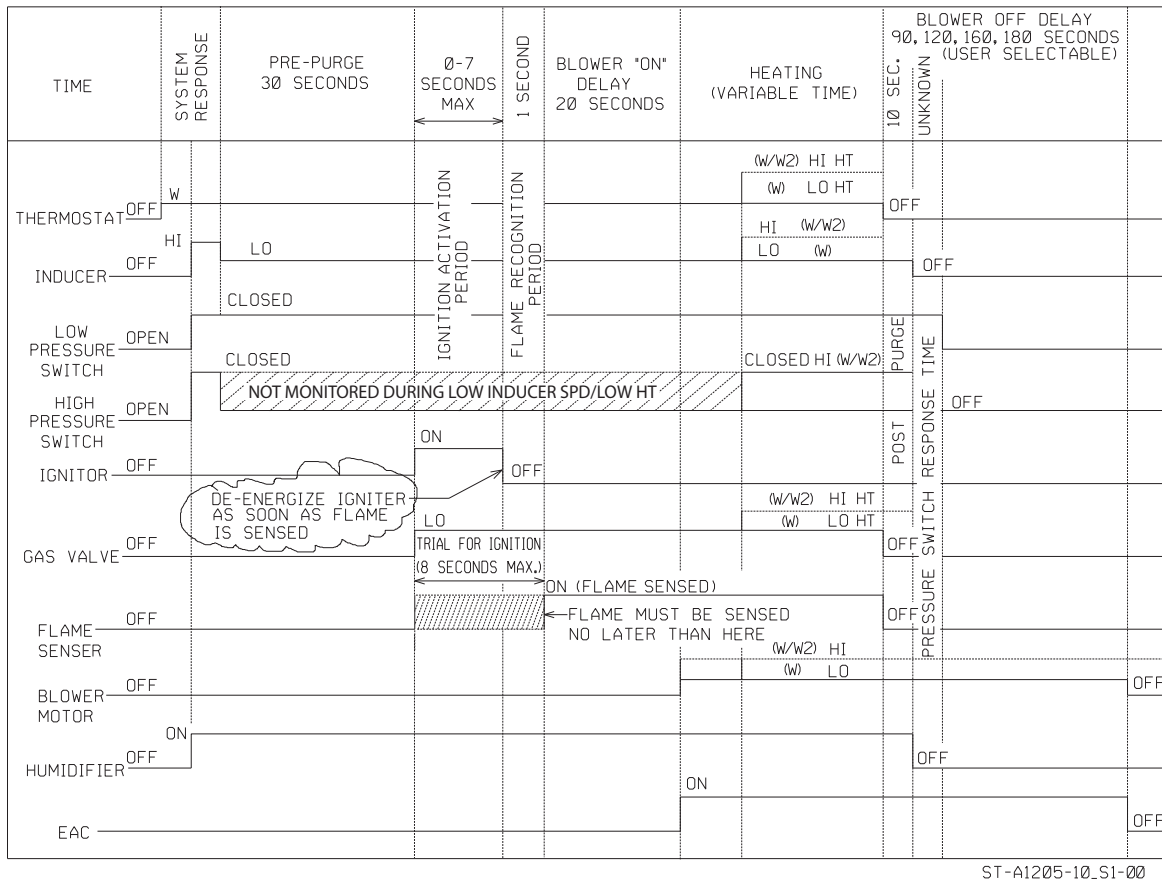 TIME
SYSTEM
RESPONSE
PRE-PURGE
30 SECONDS
Ø-7
SECONDS
MAX
1 SECOND
BLOWER "ON"
DELAY
20 SECONDS
HEATING
(VARIABLE TIME)
10 SEC.
UNKNOWN
BLOWER OFF DELAY
90,120,160,180 SECONDS
(USER SELECTABLE)
THERMOSTAT
OFF
W
(W/W2) HI HT
(W) LO HT
OFF
INDUCER
OFF
HI
LO
HI (W/W2)
LO (W)
OFF
IGNITION ACTIVATION
PERIOD
FLAME RECOGNITION
PERIOD
LOW
PRESSURE
SWITCH
OPEN
CLOSED
HIGH
PRESSURE
SWITCH
OPEN
CLOSED
NOT MONITORED DURING LOW INDUCER SPD/LOW HT
CLOSED HI (W/W2)
OFF
POST PURGE
PRESSURE SWITCH RESPONSE TIME
IGNITOR
OFF
ON
OFF
DE-ENERGIZE IGNITER
AS SOON AS FLAME
IS SENSED
GAS VALVE
OFF
LO
(W/W2) HI HT
(W) LO HT
OFF
TRIAL FOR IGNITION
(8 SECONDS MAX.)
FLAME
SENSER
OFF
ON (FLAME SENSED)
FLAME MUST BE SENSED
NO LATER THAN HERE
OFF
BLOWER
MOTOR
OFF
(W/W2) HI
(W) LO
OFF
HUMIDIFIER
OFF
ON
OFF
EAC
ON
OFF
ST-A1205-10_S1-00